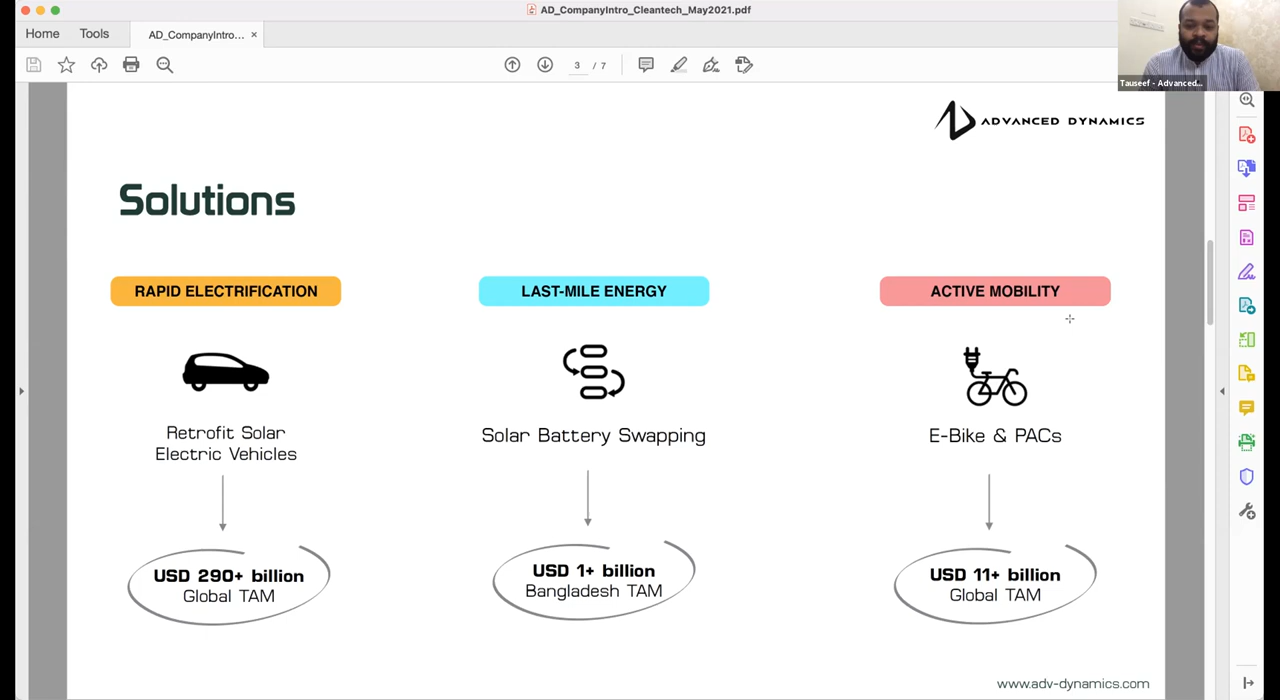 AD_CompanyIntro_Cleantech_May2021.pdf
Home
Tools
AD_CompanyIntro...
×
3 / 7
Tauseef - Advanced...
ADVANCED DYNAMICS
Solutions
RAPID ELECTRIFICATION
LAST-MILE ENERGY
ACTIVE MOBILITY
Retrofit Solar
Electric Vehicles
Solar Battery Swapping
E-Bike & PACs
USD 290+ billion
Global TAM
USD 1+ billion
Bangladesh TAM
USD 11+ billion
Global TAM
www.adv-dynamics.com